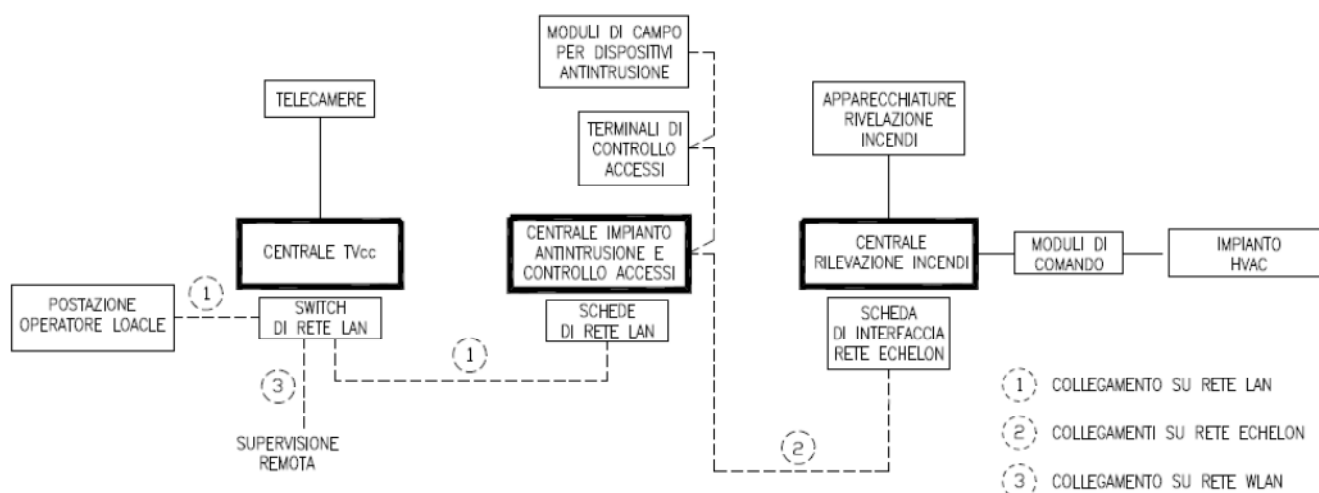 MODULI DI CAMPO
PER DISPOSITIVI
ANTINTRUSIONE
TELECAMERE
APPARECCHIATURE
RIVELAZIONE
INCENDI
TERMINALI DI
CONTROLLO
ACCESSI
CENTRALE TVcc
CENTRALE IMPIANTO
ANTINTRUSIONE E
CONTROLLO ACCESSI
CENTRALE
RILEVAZIONE INCENDI
MODULI DI
COMANDO
IMPIANTO
HVAC
POSTAZIONE
OPERATORE LOACLE
1
SWITCH
DI RETE LAN
SCHEDE
DI RETE LAN
SCHEDA
DI INTERFACCIA
RETE ECHELON
1
3
SUPERVISIONE
REMOTA
2
1 COLLEGAMENTO SU RETE LAN
2 COLLEGAMENTI SU RETE ECHELON
3 COLLEGAMENTO SU RETE WLAN